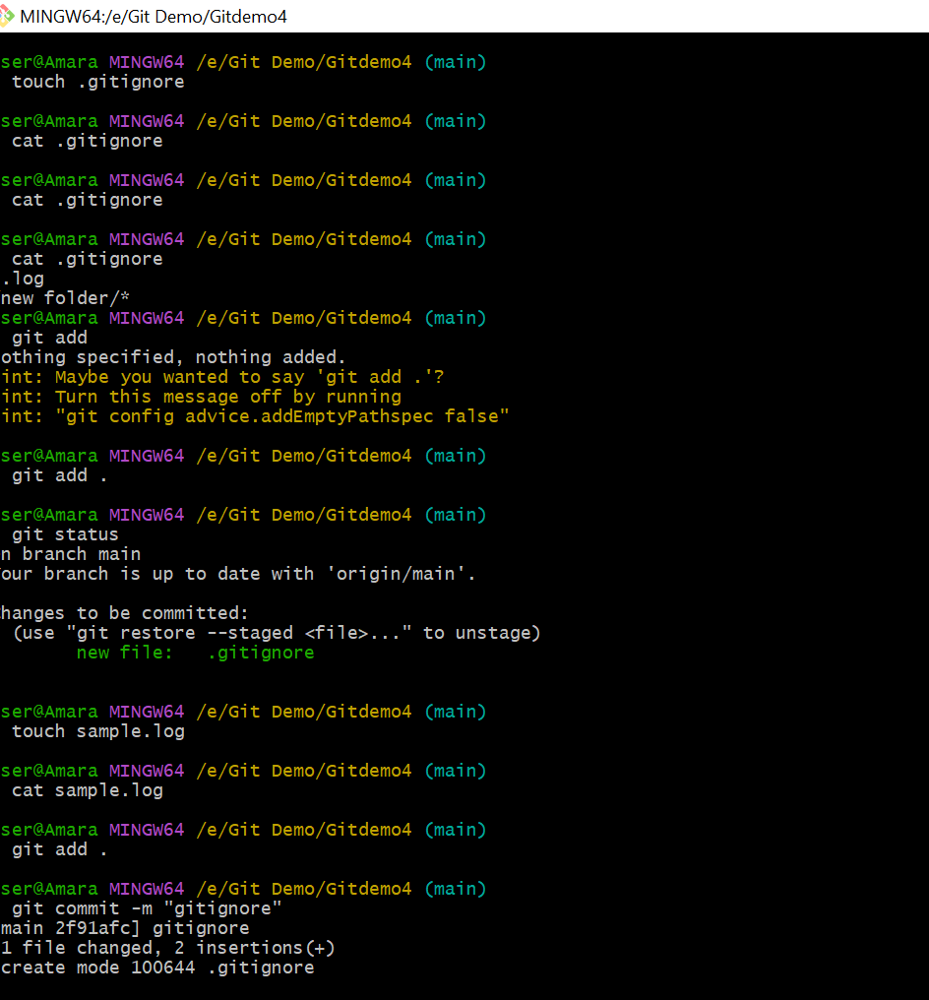 MINGW64:/e/Git Demo/Gitdemo4
ser@Amara MINGW64 /e/Git Demo/Gitdemo4 (main)
touch .gitignore
ser@Amara MINGW64 /e/Git Demo/Gitdemo4 (main)
cat .gitignore
ser@Amara MINGW64 /e/Git Demo/Gitdemo4 (main)
cat .gitignore
ser@Amara MINGW64 /e/Git Demo/Gitdemo4 (main)
cat .gitignore
.log
new folder/*
ser@Amara MINGW64 /e/Git Demo/Gitdemo4 (main)
git add
othing specified, nothing added.
int: Maybe you wanted to say 'git add .'?
int: Turn this message off by running
int: "git config advice.addEmptyPathspec false"
ser@Amara MINGW64 /e/Git Demo/Gitdemo4 (main)
git add .
ser@Amara MINGW64 /e/Git Demo/Gitdemo4 (main)
git status
n branch main
our branch is up to date with 'origin/main'.
hanges to be committed:
(use "git restore --staged <file>..." to unstage)
new file:   .gitignore
ser@Amara MINGW64 /e/Git Demo/Gitdemo4 (main)
touch sample.log
ser@Amara MINGW64 /e/Git Demo/Gitdemo4 (main)
cat sample.log
ser@Amara MINGW64 /e/Git Demo/Gitdemo4 (main)
git add .
ser@Amara MINGW64 /e/Git Demo/Gitdemo4 (main)
git commit -m "gitignore"
main 2f91afc] gitignore
1 file changed, 2 insertions(+)
create mode 100644 .gitignore